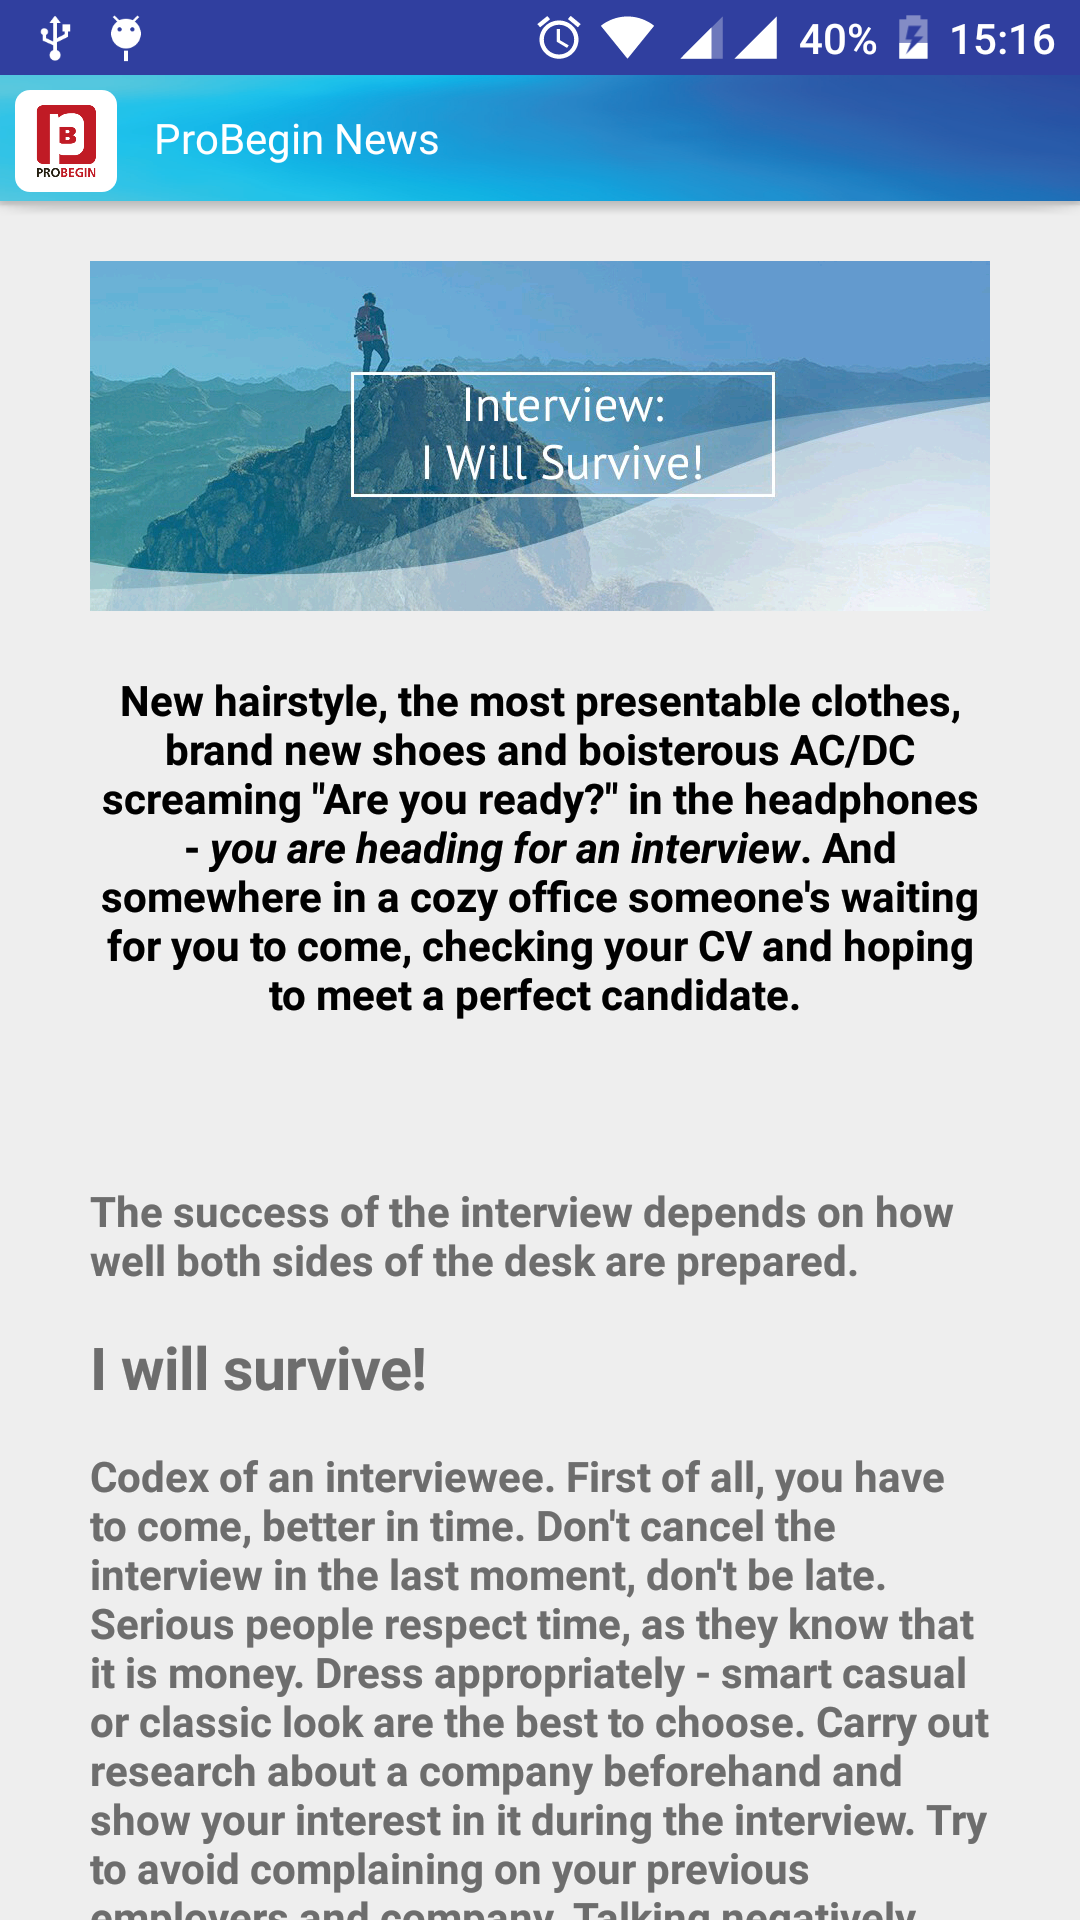 40% 15:16
B
PROBEGIN
ProBegin News
Interview:
I Will Survive!
New hairstyle, the most presentable clothes,
brand new shoes and boisterous AC/DC
screaming "Are you ready?" in the headphones
- you are heading for an interview. And
somewhere in a cozy office someone's waiting
for you to come, checking your CV and hoping
to meet a perfect candidate.
The success of the interview depends on how
well both sides of the desk are prepared.
I will survive!
Codex of an interviewee. First of all, you have
to come, better in time. Don't cancel the
interview in the last moment, don't be late.
Serious people respect time, as they know that
it is money. Dress appropriately - smart casual
or classic look are the best to choose. Carry out
research about a company beforehand and
show your interest in it during the interview. Try
to avoid complaining on your previous
employers and company. Talking negatively